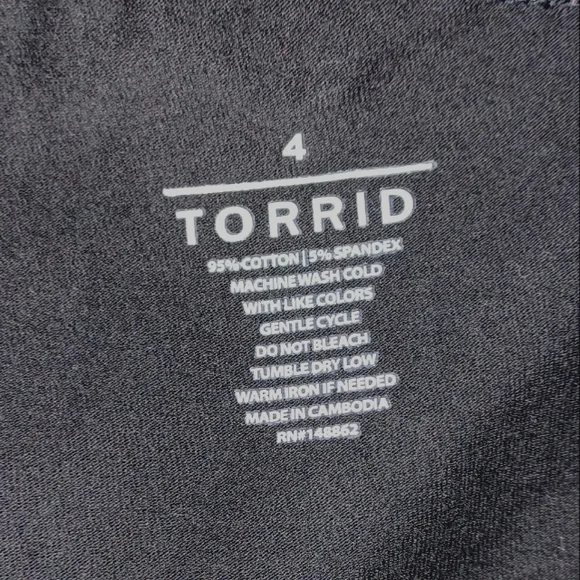 4
TORRID
95% COTTON | 5% SPANDEX
MACHINE WASH COLD
WITH LIKE COLORS
GENTLE CYCLE
DO NOT BLEACH
TUMBLE DRY LOW
WARM IRON IF NEEDED
MADE IN CAMBODIA
RN#148862